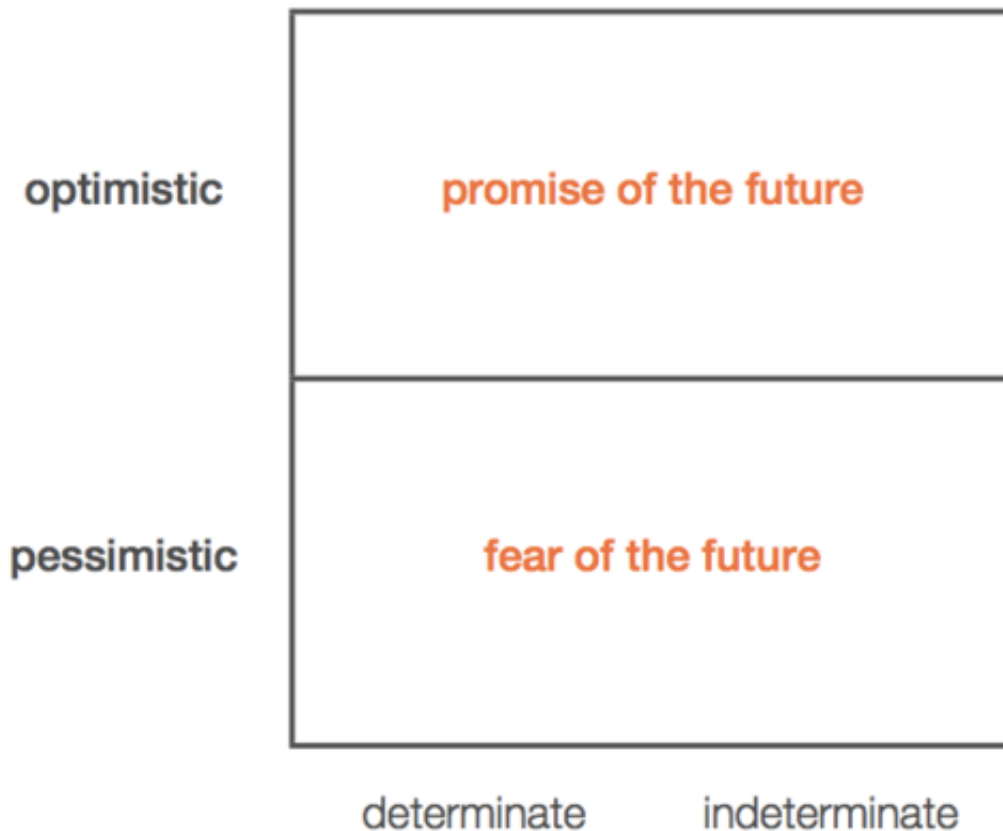 optimistic promise of the future
pessimistic fear of the future
determinate indeterminate